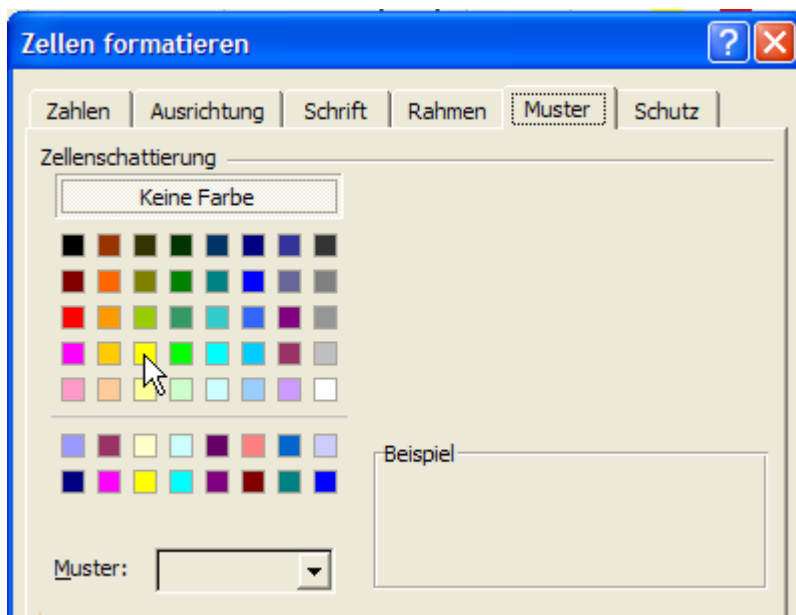 Zellen formatieren
Zahlen Ausrichtung Schrift Rahmen Muster Schutz
Zellenschattierung
Keine Farbe
Beispiel
Muster: